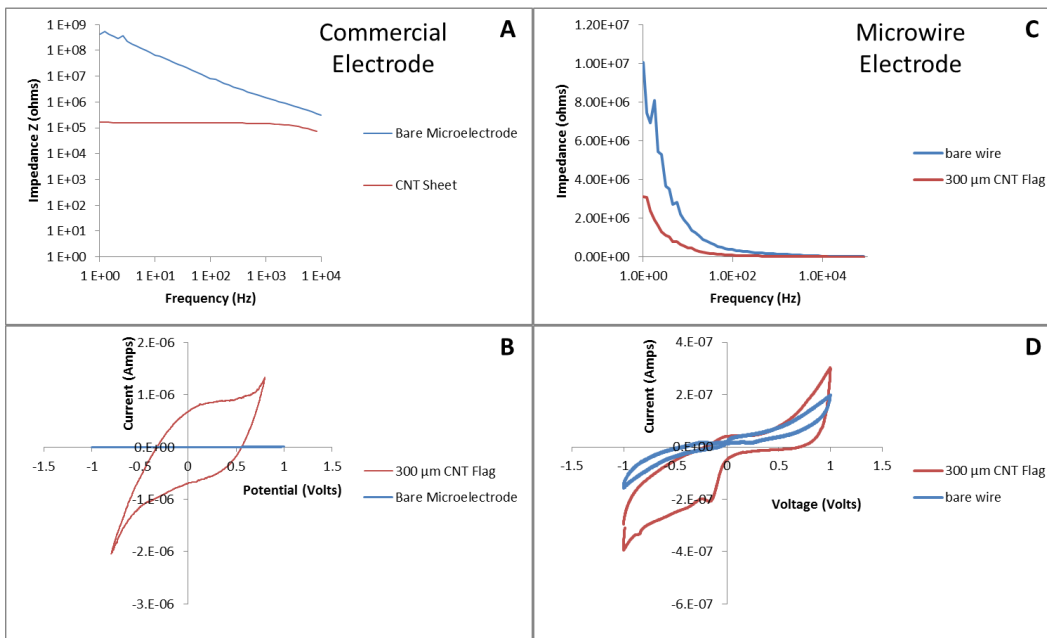 A
Commercial
Electrode
Impedance Z (ohms)
1 E+09
1 E+08
1 E+07
1 E+06
1 E+05
1 E+04
1 E+03
1 E+02
1 E+01
1 E+00
1 E+00
1 E+01
1 E+02
1 E+03
1 E+04
Frequency (Hz)
Bare Microelectrode
CNT Sheet
C
Microwire
Electrode
Impedance (ohms)
1.20E+07
1.00E+07
8.00E+06
6.00E+06
4.00E+06
2.00E+06
0.00E+00
1.0E+00
1.0E+02
1.0E+04
Frequency (Hz)
bare wire
300 µm CNT Flag
B
Current (Amps)
2.E-06
1.E-06
0.E+00
-1.E-06
-2.E-06
-3.E-06
-1.5
-1
-0.5
0
0.5
1
1.5
Potential (Volts)
300 µm CNT Flag
Bare Microelectrode
D
Current (Amps)
4.E-07
2.E-07
0.E+00
-2.E-07
-4.E-07
-6.E-07
-1.5
-1
-0.5
0
0.5
1
1.5
Voltage (Volts)
300 µm CNT Flag
bare wire